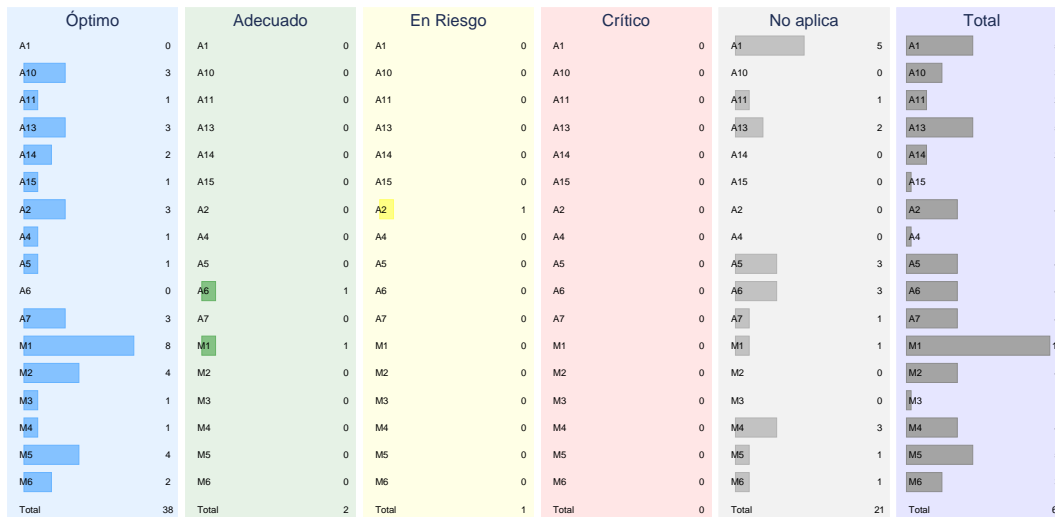 Óptimo Adecuado En Riesgo Crítico No aplica Total
A1 0 A1 0 A1 0 A1 0 A1 5 A1
A10 3 A10 0 A10 0 A10 0 A10 0 A10
A11 1 A11 0 A11 0 A11 0 A11 1 A11
A13 3 A13 0 A13 0 A13 0 A13 2 A13
A14 2 A14 0 A14 0 A14 0 A14 0 A14
A15 1 A15 0 A15 0 A15 0 A15 0 A15
A2 3 A2 0 A2 1 A2 0 A2 0 A2
A4 1 A4 0 A4 0 A4 0 A4 0 A4
A5 1 A5 0 A5 0 A5 0 A5 3 A5
A6 0 A6 1 A6 0 A6 0 A6 3 A6
A7 3 A7 0 A7 0 A7 0 A7 1 A7
M1 8 M1 1 M1 0 M1 0 M1 1 M1
M2 4 M2 0 M2 0 M2 0 M2 0 M2
M3 1 M3 0 M3 0 M3 0 M3 0 M3
M4 1 M4 0 M4 0 M4 0 M4 3 M4
M5 4 M5 0 M5 0 M5 0 M5 1 M5
M6 2 M6 0 M6 0 M6 0 M6 1 M6
Total 38 Total 2 Total 1 Total 0 Total 21 Total